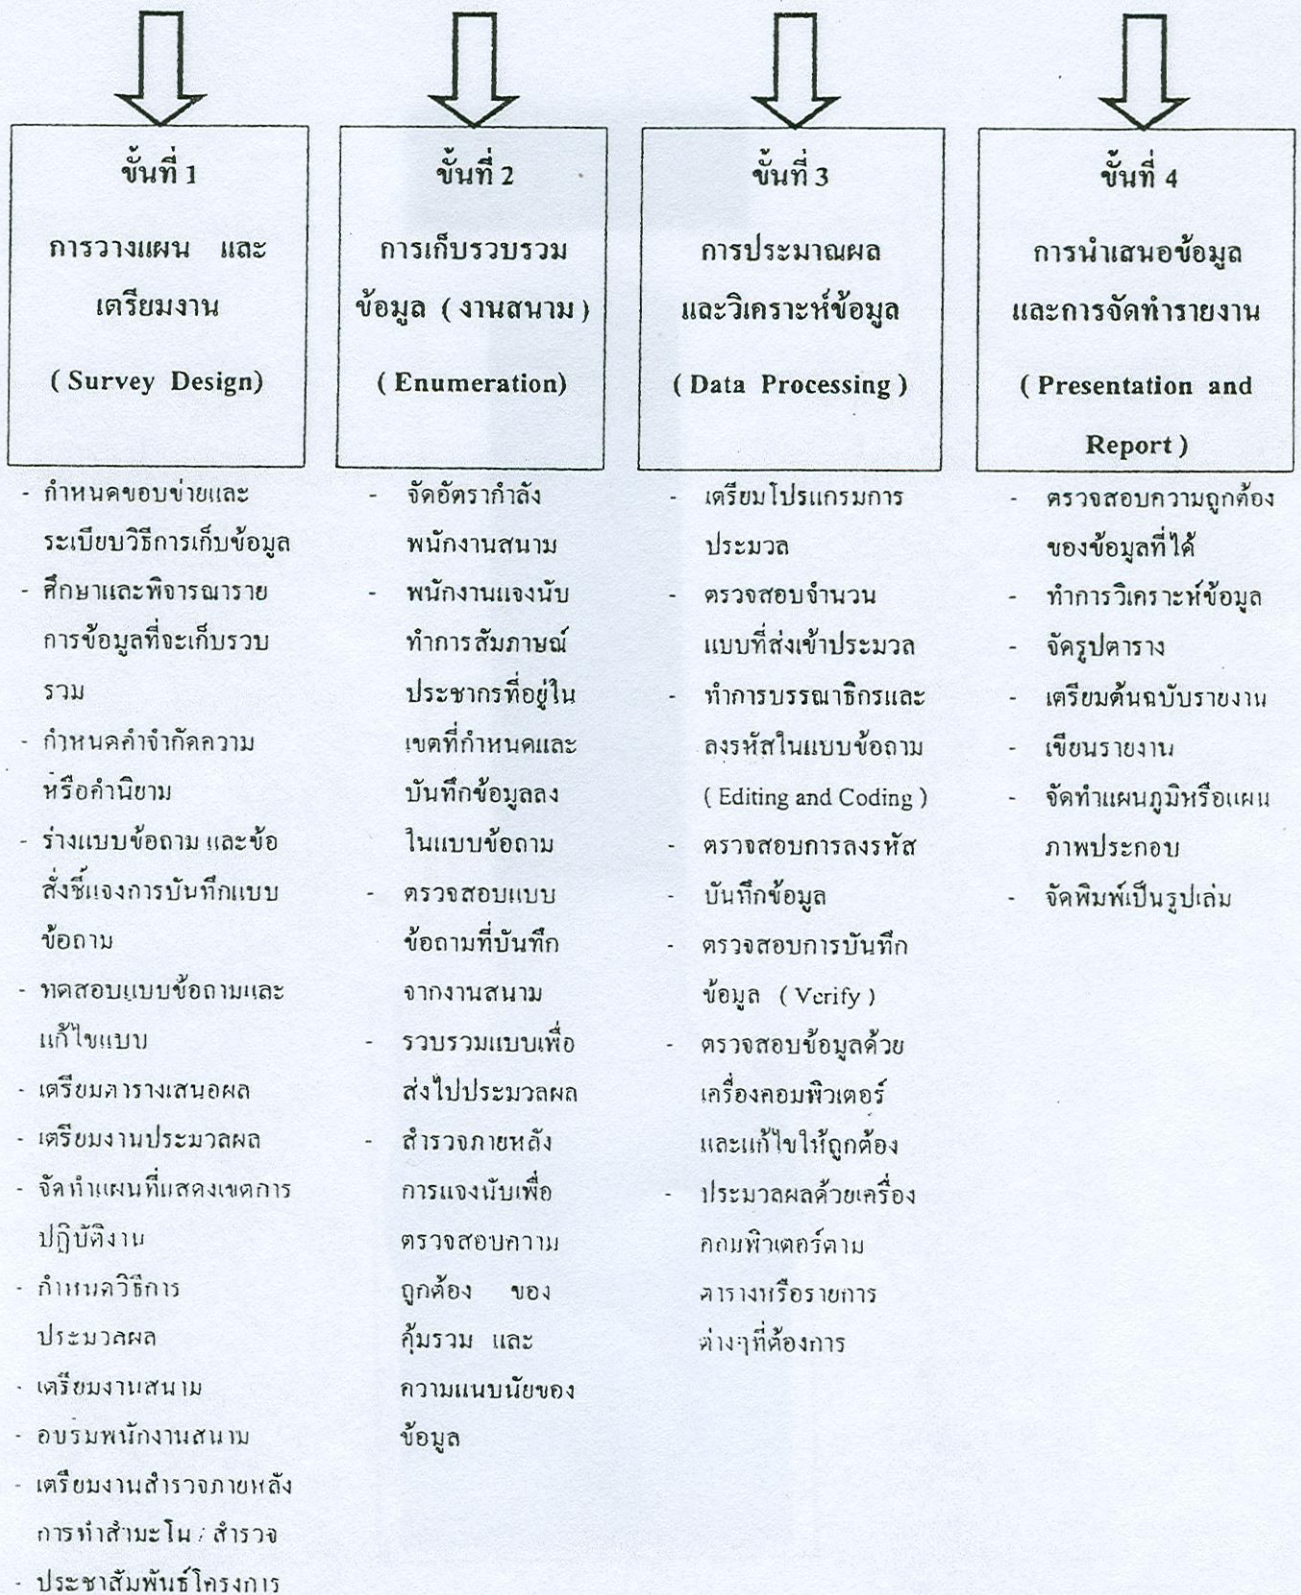 ขั้นที่ 1
การวางแผน และ
เตรียมงาน
( Survey Design)
- กำหนดขอบข่ายและ
ระเบียบวิธีการเก็บข้อมูล
- ศึกษาและพิจารณาราย
การข้อมูลที่จะเก็บรวบ
รวม
- กำหนดคำจำกัดความ
หรือคำนิยาม
- ร่างแบบข้อถาม และข้อ
สั่งชี้แจงการบันทึกแบบ
ข้อถาม
- ทดสอบแบบข้อถามและ
แก้ไขแบบ
- เตรียมตารางเสนอผล
- เตรียมงานประมวลผล
- จัดทำแผนที่แสดงเขตการ
ปฏิบัติงาน
- กำหนดวิธีการ
ประมวลผล
- เตรียมงานสนาม
- อบรมพนักงานสนาม
- เตรียมงานสำรวจภายหลัง
การทำสำมะโน / สำรวจ
- ประชาสัมพันธ์โครงการ
ขั้นที่ 2
การเก็บรวบรวม
ข้อมูล ( งานสนาม )
( Enumeration)
- จัดอัตรากำลัง
พนักงานสนาม
- พนักงานแจงนับ
ทำการสัมภาษณ์
ประชากรที่อยู่ใน
เขตที่กำหนดและ
บันทึกข้อมูลลง
ในแบบข้อถาม
- ตรวจสอบแบบ
ข้อถามที่บันทึก
จากงานสนาม
- รวบรวมแบบเพื่อ
ส่งไปประมวลผล
- สำรวจภายหลัง
การแจงนับเพื่อ
ตรวจสอบความ
ถูกต้อง ของ
คุ้มรวม และ
ความแนบนัยของ
ข้อมูล
ขั้นที่ 3
การประมาณผล
และวิเคราะห์ข้อมูล
( Data Processing )
- เตรียมโปรแกรมการ
ประมวล
- ตรวจสอบจำนวน
แบบที่ส่งเข้าประมวล
- ทำการบรรณาธิกรและ
ลงรหัสในแบบข้อถาม
( Editing and Coding )
- ตรวจสอบการลงรหัส
- บันทึกข้อมูล
- ตรวจสอบการบันทึก
ข้อมูล ( Verify )
- ตรวจสอบข้อมูลด้วย
เครื่องคอมพิวเตอร์
และแก้ไขให้ถูกต้อง
- ประมวลผลด้วยเครื่อง
คอมพิวเตอร์ตาม
ตารางหรือรายการ
ต่างๆที่ต้องการ
ขั้นที่ 4
การนำเสนอข้อมูล
และการจัดทำรายงาน
( Presentation and
Report )
- ตรวจสอบความถูกต้อง
ของข้อมูลที่ได้
- ทำการวิเคราะห์ข้อมูล
- จัดรูปตาราง
- เตรียมต้นฉบับรายงาน
- เขียนรายงาน
- จัดทำแผนภูมิหรือแผน
ภาพประกอบ
- จัดพิมพ์เป็นรูปเล่ม